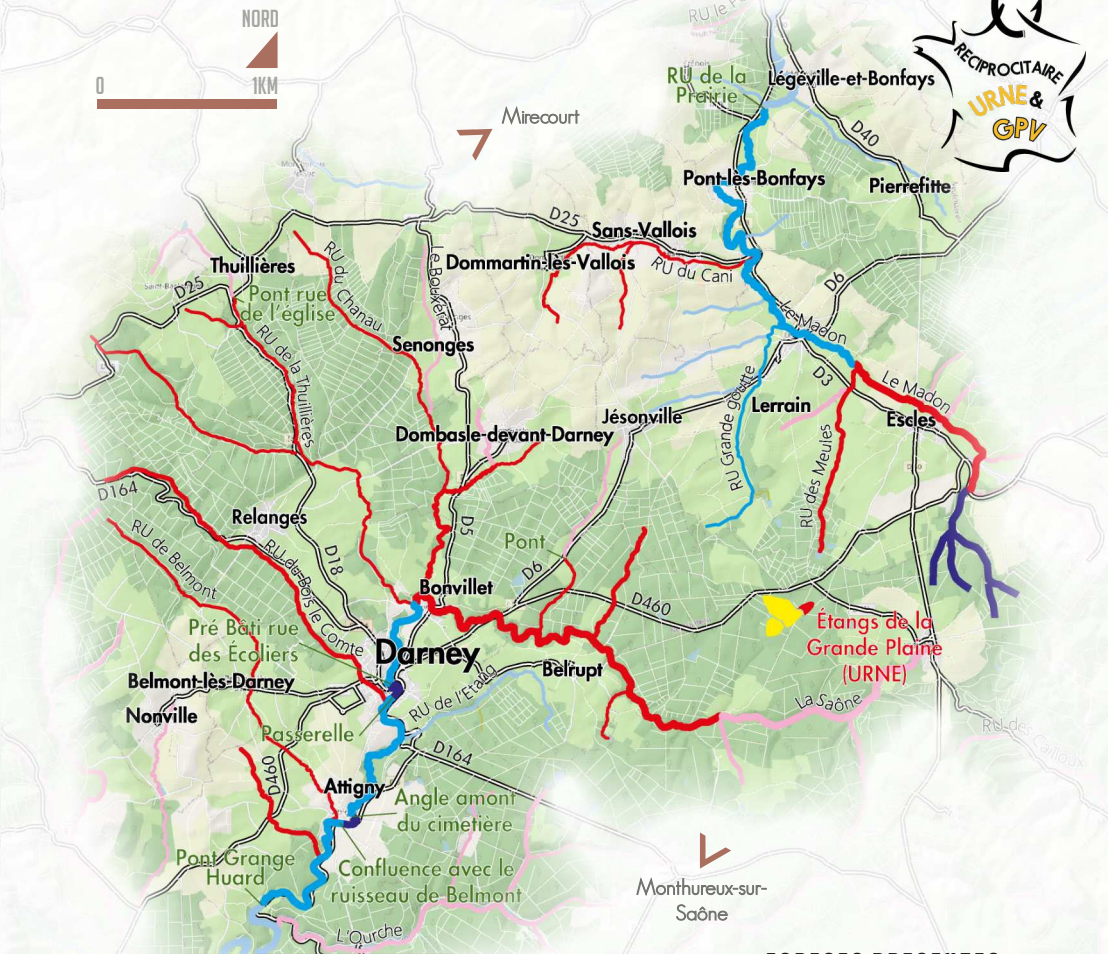 NORD
0 1KM
Mirecourt
RU de la
Prairie
Légéville-et-Bonfays
RECIPROCITAIRE
URNE &
GPV
D40
Pont-lès-Bonfays
Pierrefitte
D25
Sans-Vallois
Dommartin-lès-Vallois
RU du Cani
D6
Thuillières
D25
Pont rue
de l'église
RU du Chanau
Le Bouxerat
RU de la Thuillières
Senonges
Le Madon
D3
Le Madon
Lerrain
Escles
Jésonville
RU Grande goutte
RU des Meules
Dombasle-devant-Darney
D164
Relanges
RU de Belmont
RU du Bois le Comte
D18
D5
Pont
D6
Bonvillet
D460
Étangs de la
Grande Plaine
(URNE)
Pré Bâti rue
des Écoliers
Darney
Belrupt
RU de l'Etang
La Saône
Belmont-lès-Darney
Nonville
Passerelle
D164
D460
Attigny
Angle amont
du cimetière
Pont Grange
Huard
Confluence avec le
ruisseau de Belmont
Monthureux-sur-
Saône
L'Ourche